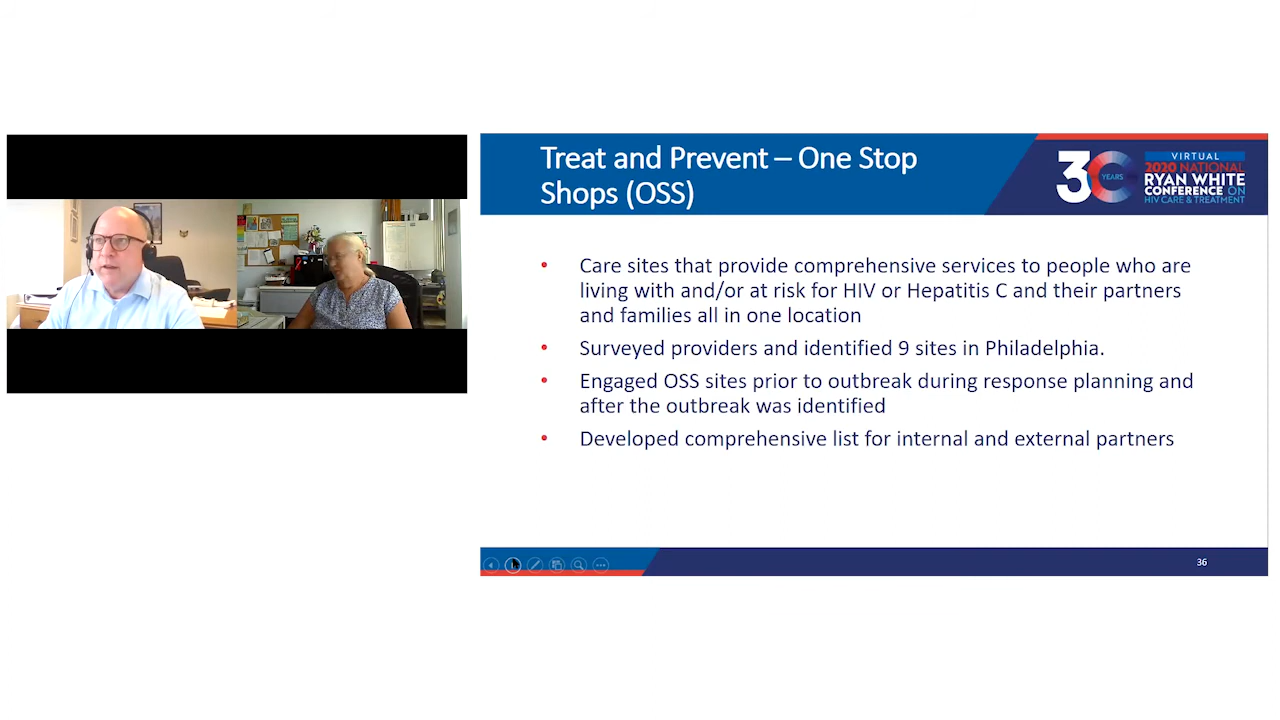 Treat and Prevent – One Stop
Shops (OSS)
30 YEARS
VIRTUAL
2020 NATIONAL
RYAN WHITE
CONFERENCE ON
HIV CARE & TREATMENT
• Care sites that provide comprehensive services to people who are
living with and/or at risk for HIV or Hepatitis C and their partners
and families all in one location
• Surveyed providers and identified 9 sites in Philadelphia.
• Engaged OSS sites prior to outbreak during response planning and
after the outbreak was identified
• Developed comprehensive list for internal and external partners
36